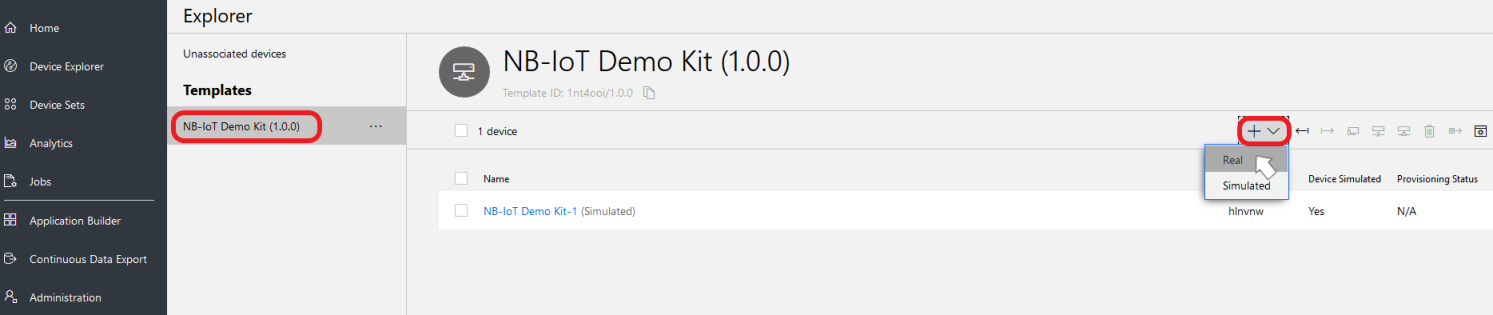 Home
Device Explorer
Device Sets
Analytics
Jobs
Application Builder
Continuous Data Export
Administration
Explorer
Unassociated devices
Templates
NB-IoT Demo Kit (1.0.0)
NB-IoT Demo Kit (1.0.0)
Template ID: 1nt4ooi/1.0.0
1 device
Real
Simulated
Name Device Simulated Provisioning Status
NB-IoT Demo Kit-1 (Simulated) hlnvnw Yes N/A